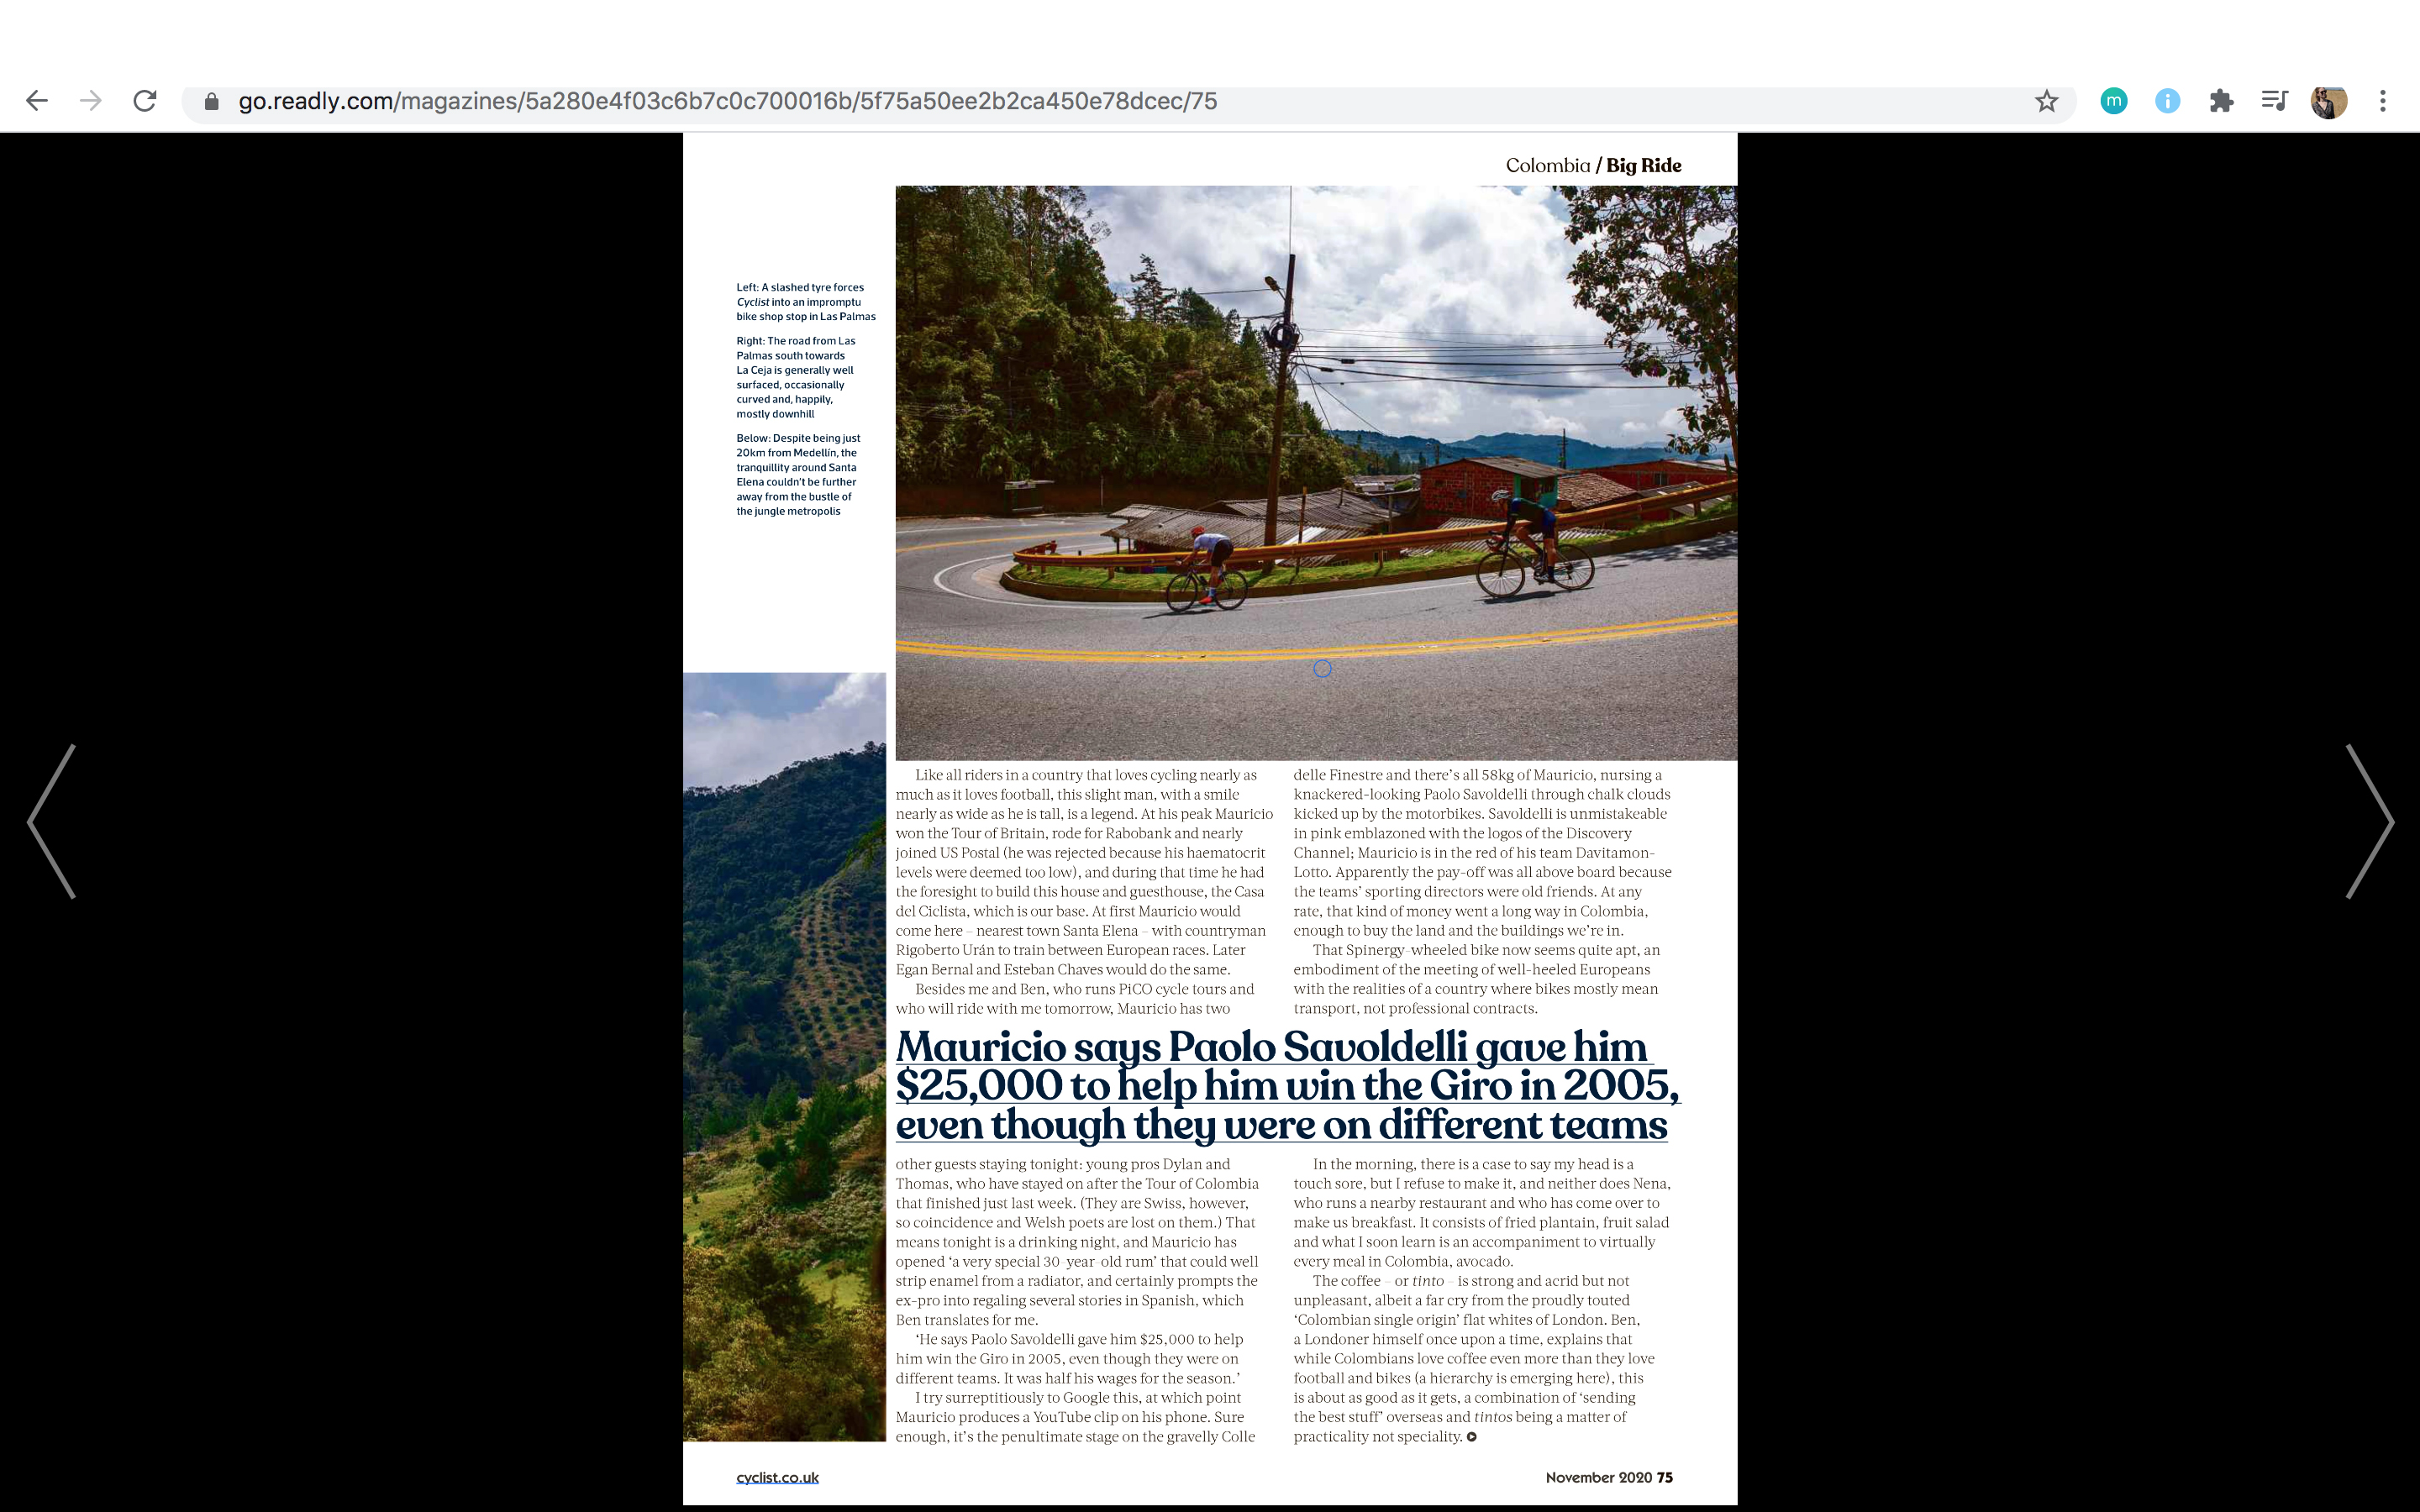 go.readly.com/magazines/5a280e4f03c6b7c0c700016b/5f75a50ee2b2ca450e78dcec/75
m
i
Colombia / Big Ride
Left: A slashed tyre forces
Cyclist into an impromptu
bike shop stop in Las Palmas
Right: The road from Las
Palmas south towards
La Ceja is generally well
surfaced, occasionally
curved and, happily,
mostly downhill
Below: Despite being just
20km from Medellín, the
tranquillity around Santa
Elena couldn't be further
away from the bustle of
the jungle metropolis
Like all riders in a country that loves cycling nearly as
much as it loves football, this slight man, with a smile
nearly as wide as he is tall, is a legend. At his peak Mauricio
won the Tour of Britain, rode for Rabobank and nearly
joined US Postal (he was rejected because his haematocrit
levels were deemed too low), and during that time he had
the foresight to build this house and guesthouse, the Casa
del Ciclista, which is our base. At first Mauricio would
come here – nearest town Santa Elena – with countryman
Rigoberto Urán to train between European races. Later
Egan Bernal and Esteban Chaves would do the same.
Besides me and Ben, who runs PiCO cycle tours and
who will ride with me tomorrow, Mauricio has two
delle Finestre and there's all 58kg of Mauricio, nursing a
knackered-looking Paolo Savoldelli through chalk clouds
kicked up by the motorbikes. Savoldelli is unmistakeable
in pink emblazoned with the logos of the Discovery
Channel; Mauricio is in the red of his team Davitamon-
Lotto. Apparently the pay-off was all above board because
the teams' sporting directors were old friends. At any
rate, that kind of money went a long way in Colombia,
enough to buy the land and the buildings we're in.
That Spinergy-wheeled bike now seems quite apt, an
embodiment of the meeting of well-heeled Europeans
with the realities of a country where bikes mostly mean
transport, not professional contracts.
Mauricio says Paolo Savoldelli gave him
$25,000 to help him win the Giro in 2005,
even though they were on different teams
other guests staying tonight: young pros Dylan and
Thomas, who have stayed on after the Tour of Colombia
that finished just last week. (They are Swiss, however,
so coincidence and Welsh poets are lost on them.) That
means tonight is a drinking night, and Mauricio has
opened 'a very special 30-year-old rum' that could well
strip enamel from a radiator, and certainly prompts the
ex-pro into regaling several stories in Spanish, which
Ben translates for me.
'He says Paolo Savoldelli gave him $25,000 to help
him win the Giro in 2005, even though they were on
different teams. It was half his wages for the season.'
I try surreptitiously to Google this, at which point
Mauricio produces a YouTube clip on his phone. Sure
enough, it's the penultimate stage on the gravelly Colle
In the morning, there is a case to say my head is a
touch sore, but I refuse to make it, and neither does Nena,
who runs a nearby restaurant and who has come over to
make us breakfast. It consists of fried plantain, fruit salad
and what I soon learn is an accompaniment to virtually
every meal in Colombia, avocado.
The coffee – or tinto – is strong and acrid but not
unpleasant, albeit a far cry from the proudly touted
'Colombian single origin' flat whites of London. Ben,
a Londoner himself once upon a time, explains that
while Colombians love coffee even more than they love
football and bikes (a hierarchy is emerging here), this
is about as good as it gets, a combination of 'sending
the best stuff' overseas and tintos being a matter of
practicality not speciality.
cyclist.co.uk
November 2020 75